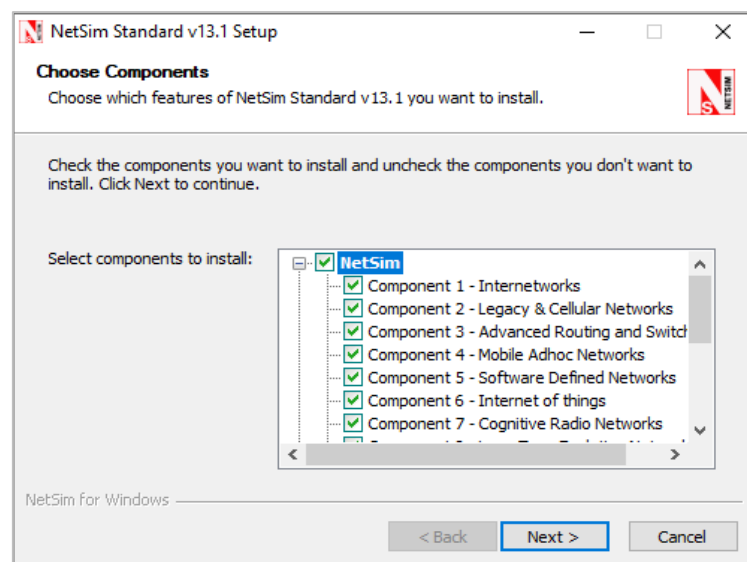 NetSim Standard v13.1 Setup
Choose Components
Choose which features of NetSim Standard v13.1 you want to install.
NETSIM
Check the components you want to install and uncheck the components you don't want to
install. Click Next to continue.
Select components to install:
NetSim
Component 1 - Internetworks
Component 2 - Legacy & Cellular Networks
Component 3 - Advanced Routing and Switch
Component 4 - Mobile Adhoc Networks
Component 5 - Software Defined Networks
Component 6 - Internet of things
Component 7 - Cognitive Radio Networks
NetSim for Windows
< Back
Next >
Cancel